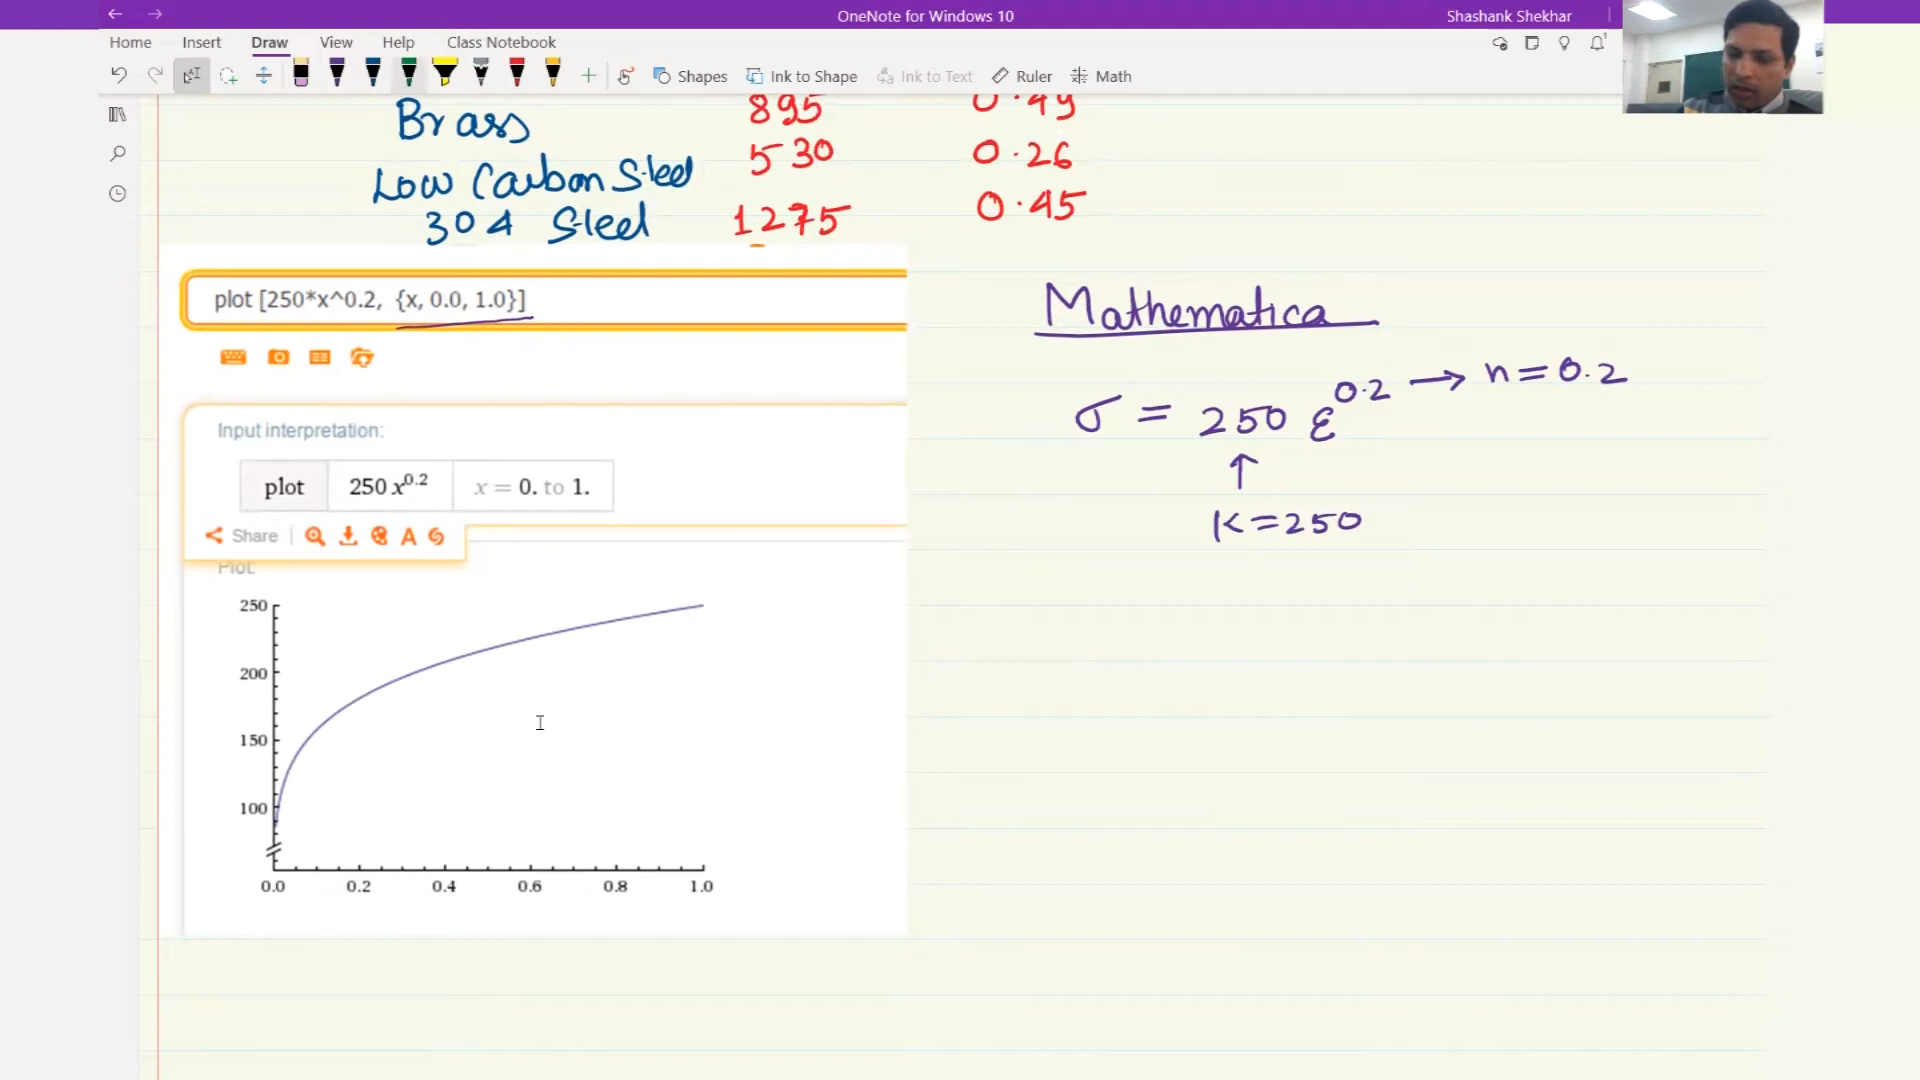 OneNote for Windows 10
Shashank Shekhar
Home Insert Draw View Help Class Notebook
Shapes Ink to Shape Ink to Text Ruler Math
Brass 895 0.49
Low Carbon Steel 530 0.26
304 Steel 1275 0.45
plot [250*x^0.2, {x, 0.0, 1.0}]
Mathematica
σ = 250 ε^0.2 → n = 0.2
↑
K = 250
Input interpretation:
plot 250 x^0.2 x = 0. to 1.
Share A
Plot:
250
200
150
100
0.0 0.2 0.4 0.6 0.8 1.0